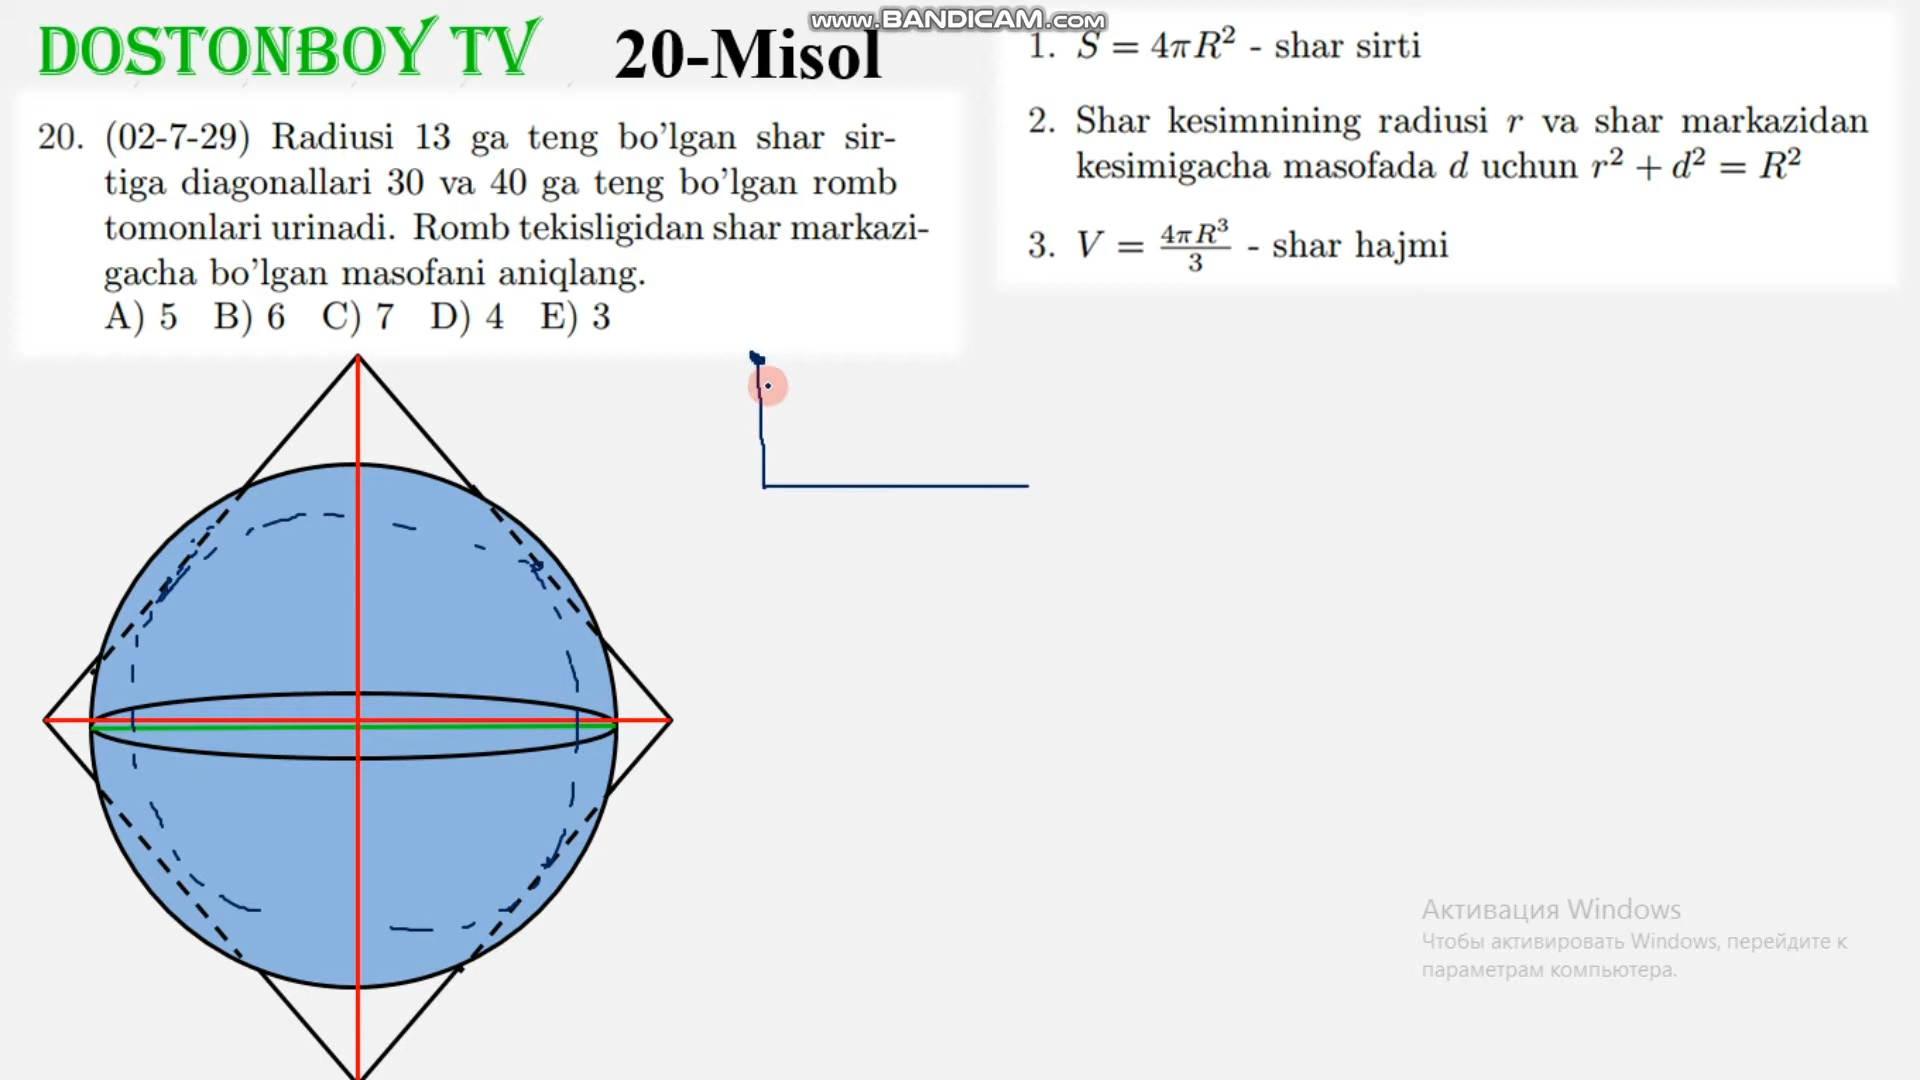 www.BANDICAM.com
DOSTONBOY TV
20-Misol
20. (02-7-29) Radiusi 13 ga teng bo'lgan shar sir-
tiga diagonallari 30 va 40 ga teng bo'lgan romb
tomonlari urinadi. Romb tekisligidan shar markazi-
gacha bo'lgan masofani aniqlang.
A) 5 B) 6 C) 7 D) 4 E) 3
1. S = 4πR² - shar sirti
2. Shar kesimnining radiusi r va shar markazidan
kesimigacha masofada d uchun r² + d² = R²
3. V = 4πR³/3 - shar hajmi
Активация Windows
Чтобы активировать Windows, перейдите к
параметрам компьютера.